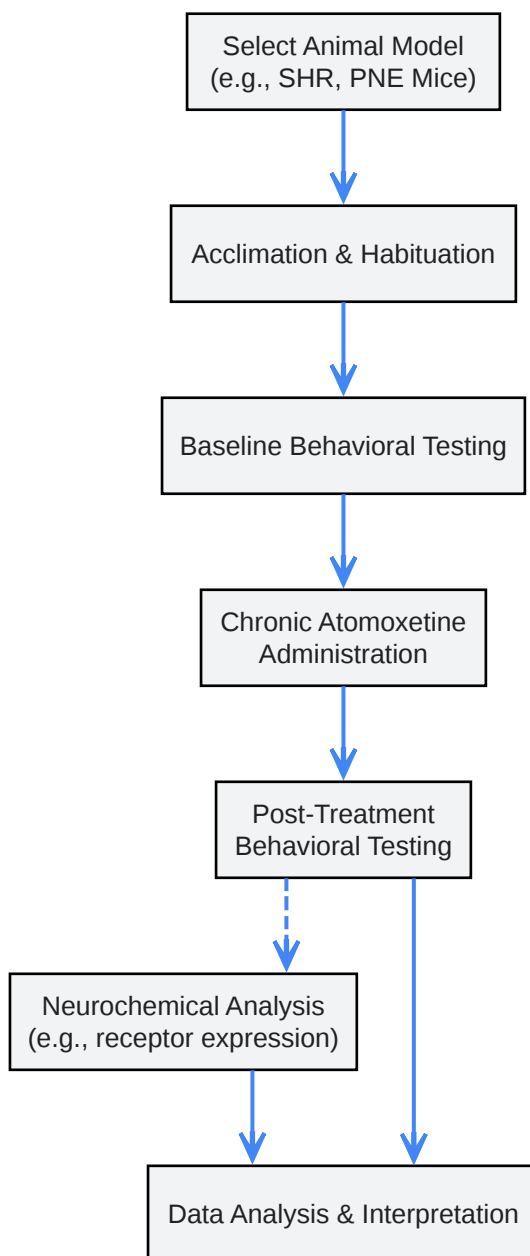 Select Animal Model
(e.g., SHR, PNE Mice)
Acclimation & Habituation
Baseline Behavioral Testing
Chronic Atomoxetine
Administration
Post-Treatment
Behavioral Testing
Neurochemical Analysis
(e.g., receptor expression)
Data Analysis & Interpretation